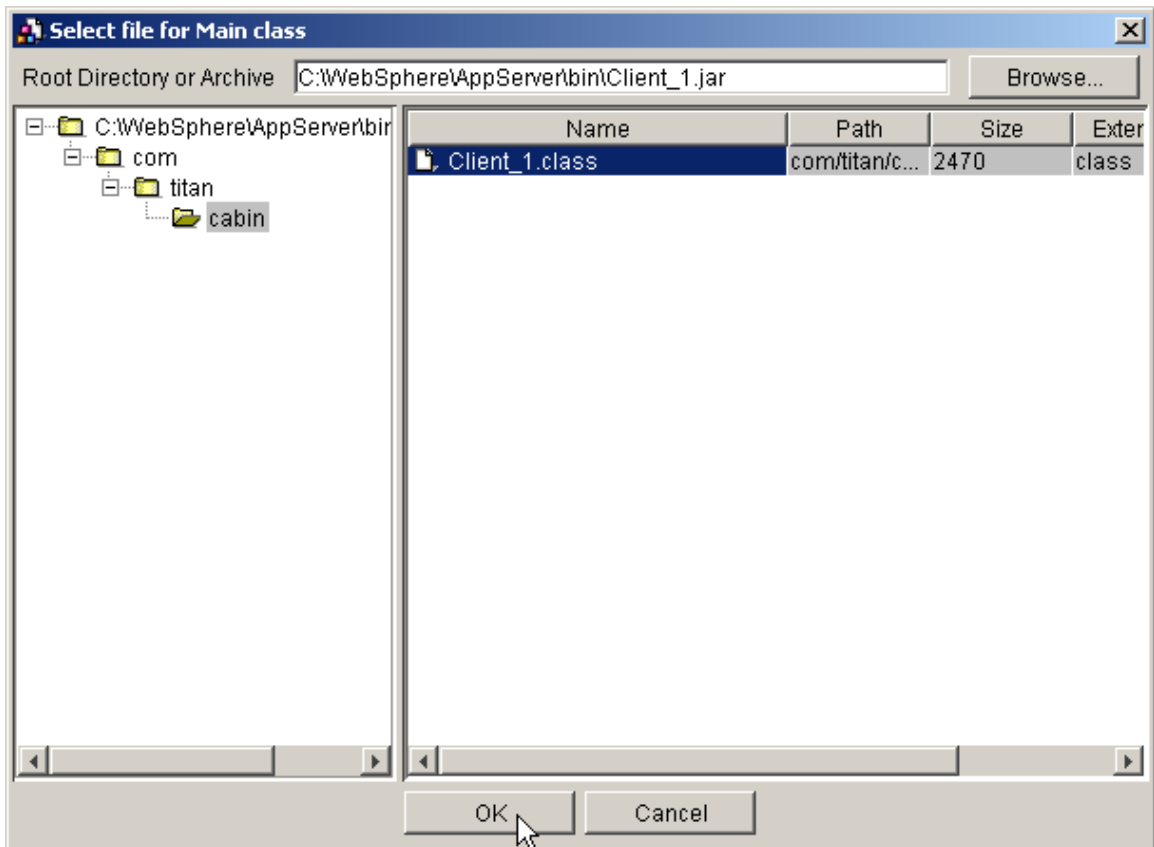 Select file for Main class
Root Directory or Archive C:\WebSphere\AppServer\bin\Client_1.jar Browse...
C:\WebSphere\AppServer\bin
com
titan
cabin
Name Path Size Exter
Client_1.class com/titan/c... 2470 class
OK Cancel